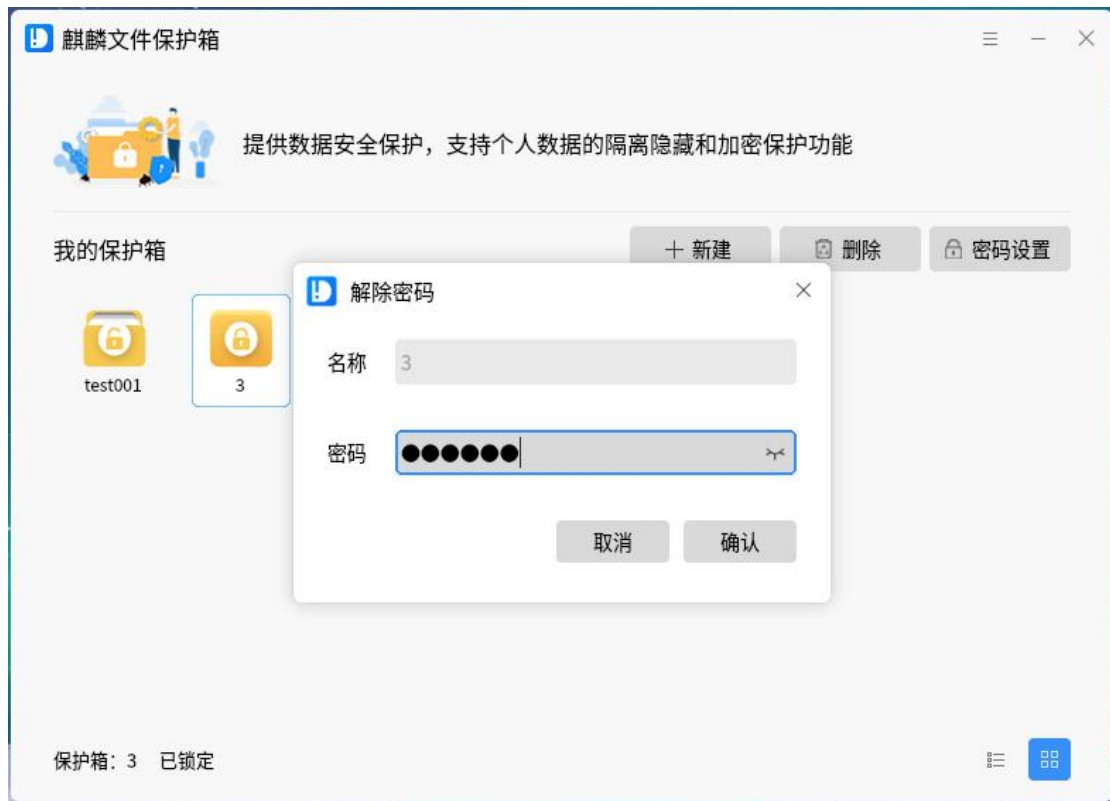 麒麟文件保护箱
提供数据安全保护，支持个人数据的隔离隐藏和加密保护功能
我的保护箱
新建
删除
密码设置
test001
3
解除密码
名称
3
密码
●●●●●●
取消
确认
保护箱：3 已锁定